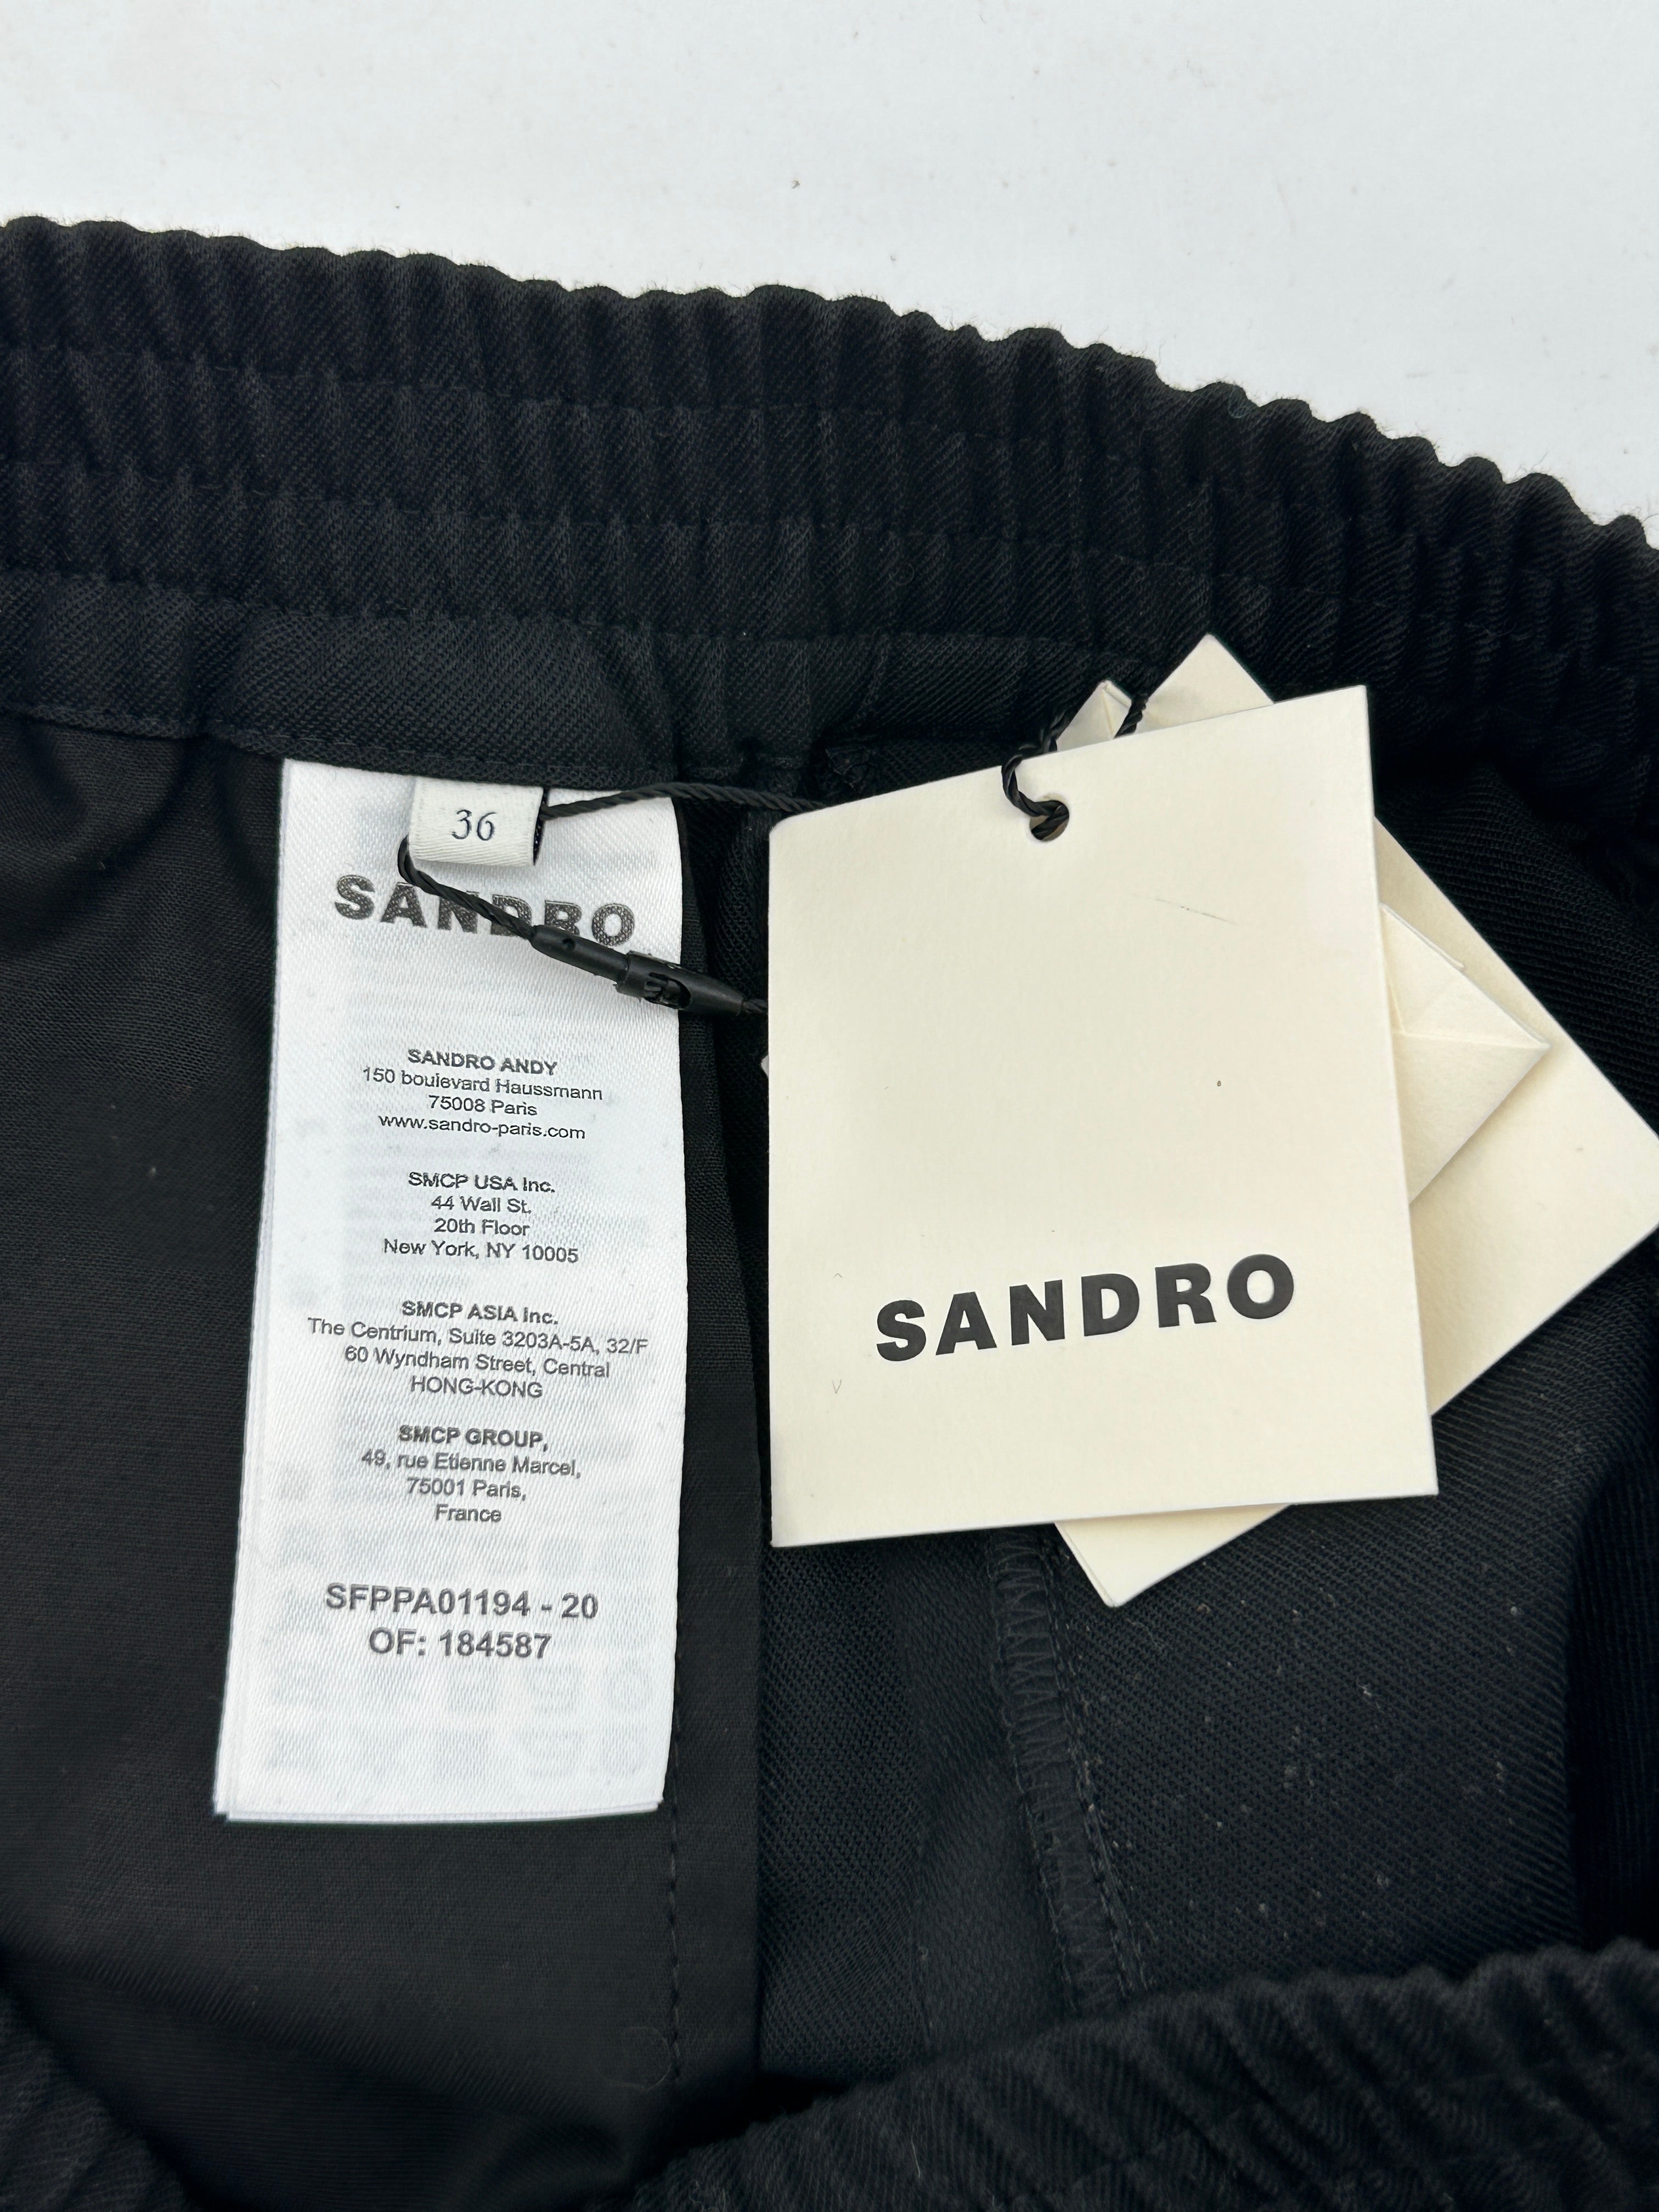 36
SANDRO
SANDRO ANDY
150 boulevard Haussmann
75008 Paris
www.sandro-paris.com
SMCP USA Inc.
44 Wall St.
20th Floor
New York, NY 10005
SMCP ASIA Inc.
The Centrium, Suite 3203A-5A, 32/F
60 Wyndham Street, Central
HONG-KONG
SMCP GROUP,
49, rue Etienne Marcel,
75001 Paris,
France
SFPPA01194 - 20
OF: 184587
SANDRO